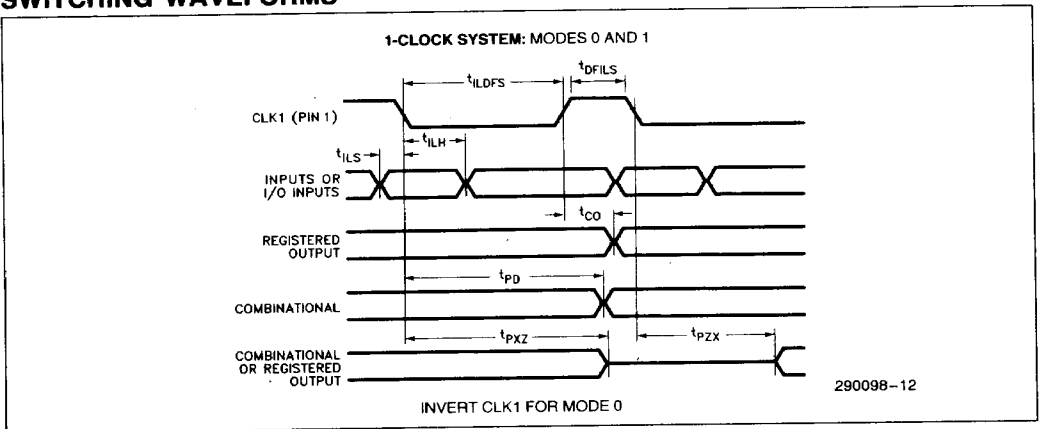 SWITCHING WAVEFORMS
1-CLOCK SYSTEM: MODES 0 AND 1
tILDFS
tDFILS
CLK1 (PIN 1)
tILH
tILS
INPUTS OR
I/O INPUTS
tCO
REGISTERED
OUTPUT
tPD
COMBINATIONAL
tPXZ
tPZX
COMBINATIONAL
OR REGISTERED
OUTPUT
290098-12
INVERT CLK1 FOR MODE 0